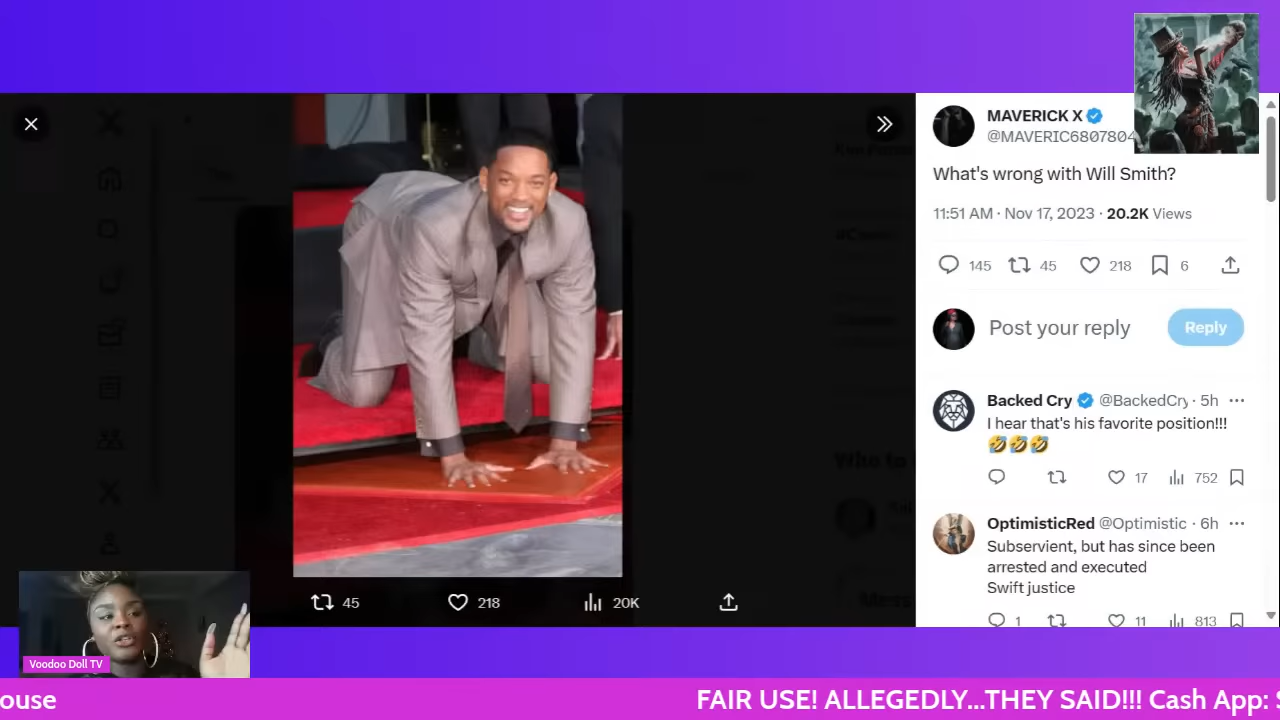 MAVERICK X
@MAVERIC6807804
What's wrong with Will Smith?
11:51 AM · Nov 17, 2023 · 20.2K Views
145 45 218 6
Post your reply
Reply
Backed Cry @BackedCry · 5h
I hear that's his favorite position!!!
🤣🤣🤣
17 752
OptimisticRed @Optimistic · 6h
Subservient, but has since been
arrested and executed
Swift justice
1 11 813
45 218 20K
Voodoo Doll TV
ouse
FAIR USE! ALLEGEDLY...THEY SAID!!! Cash App: